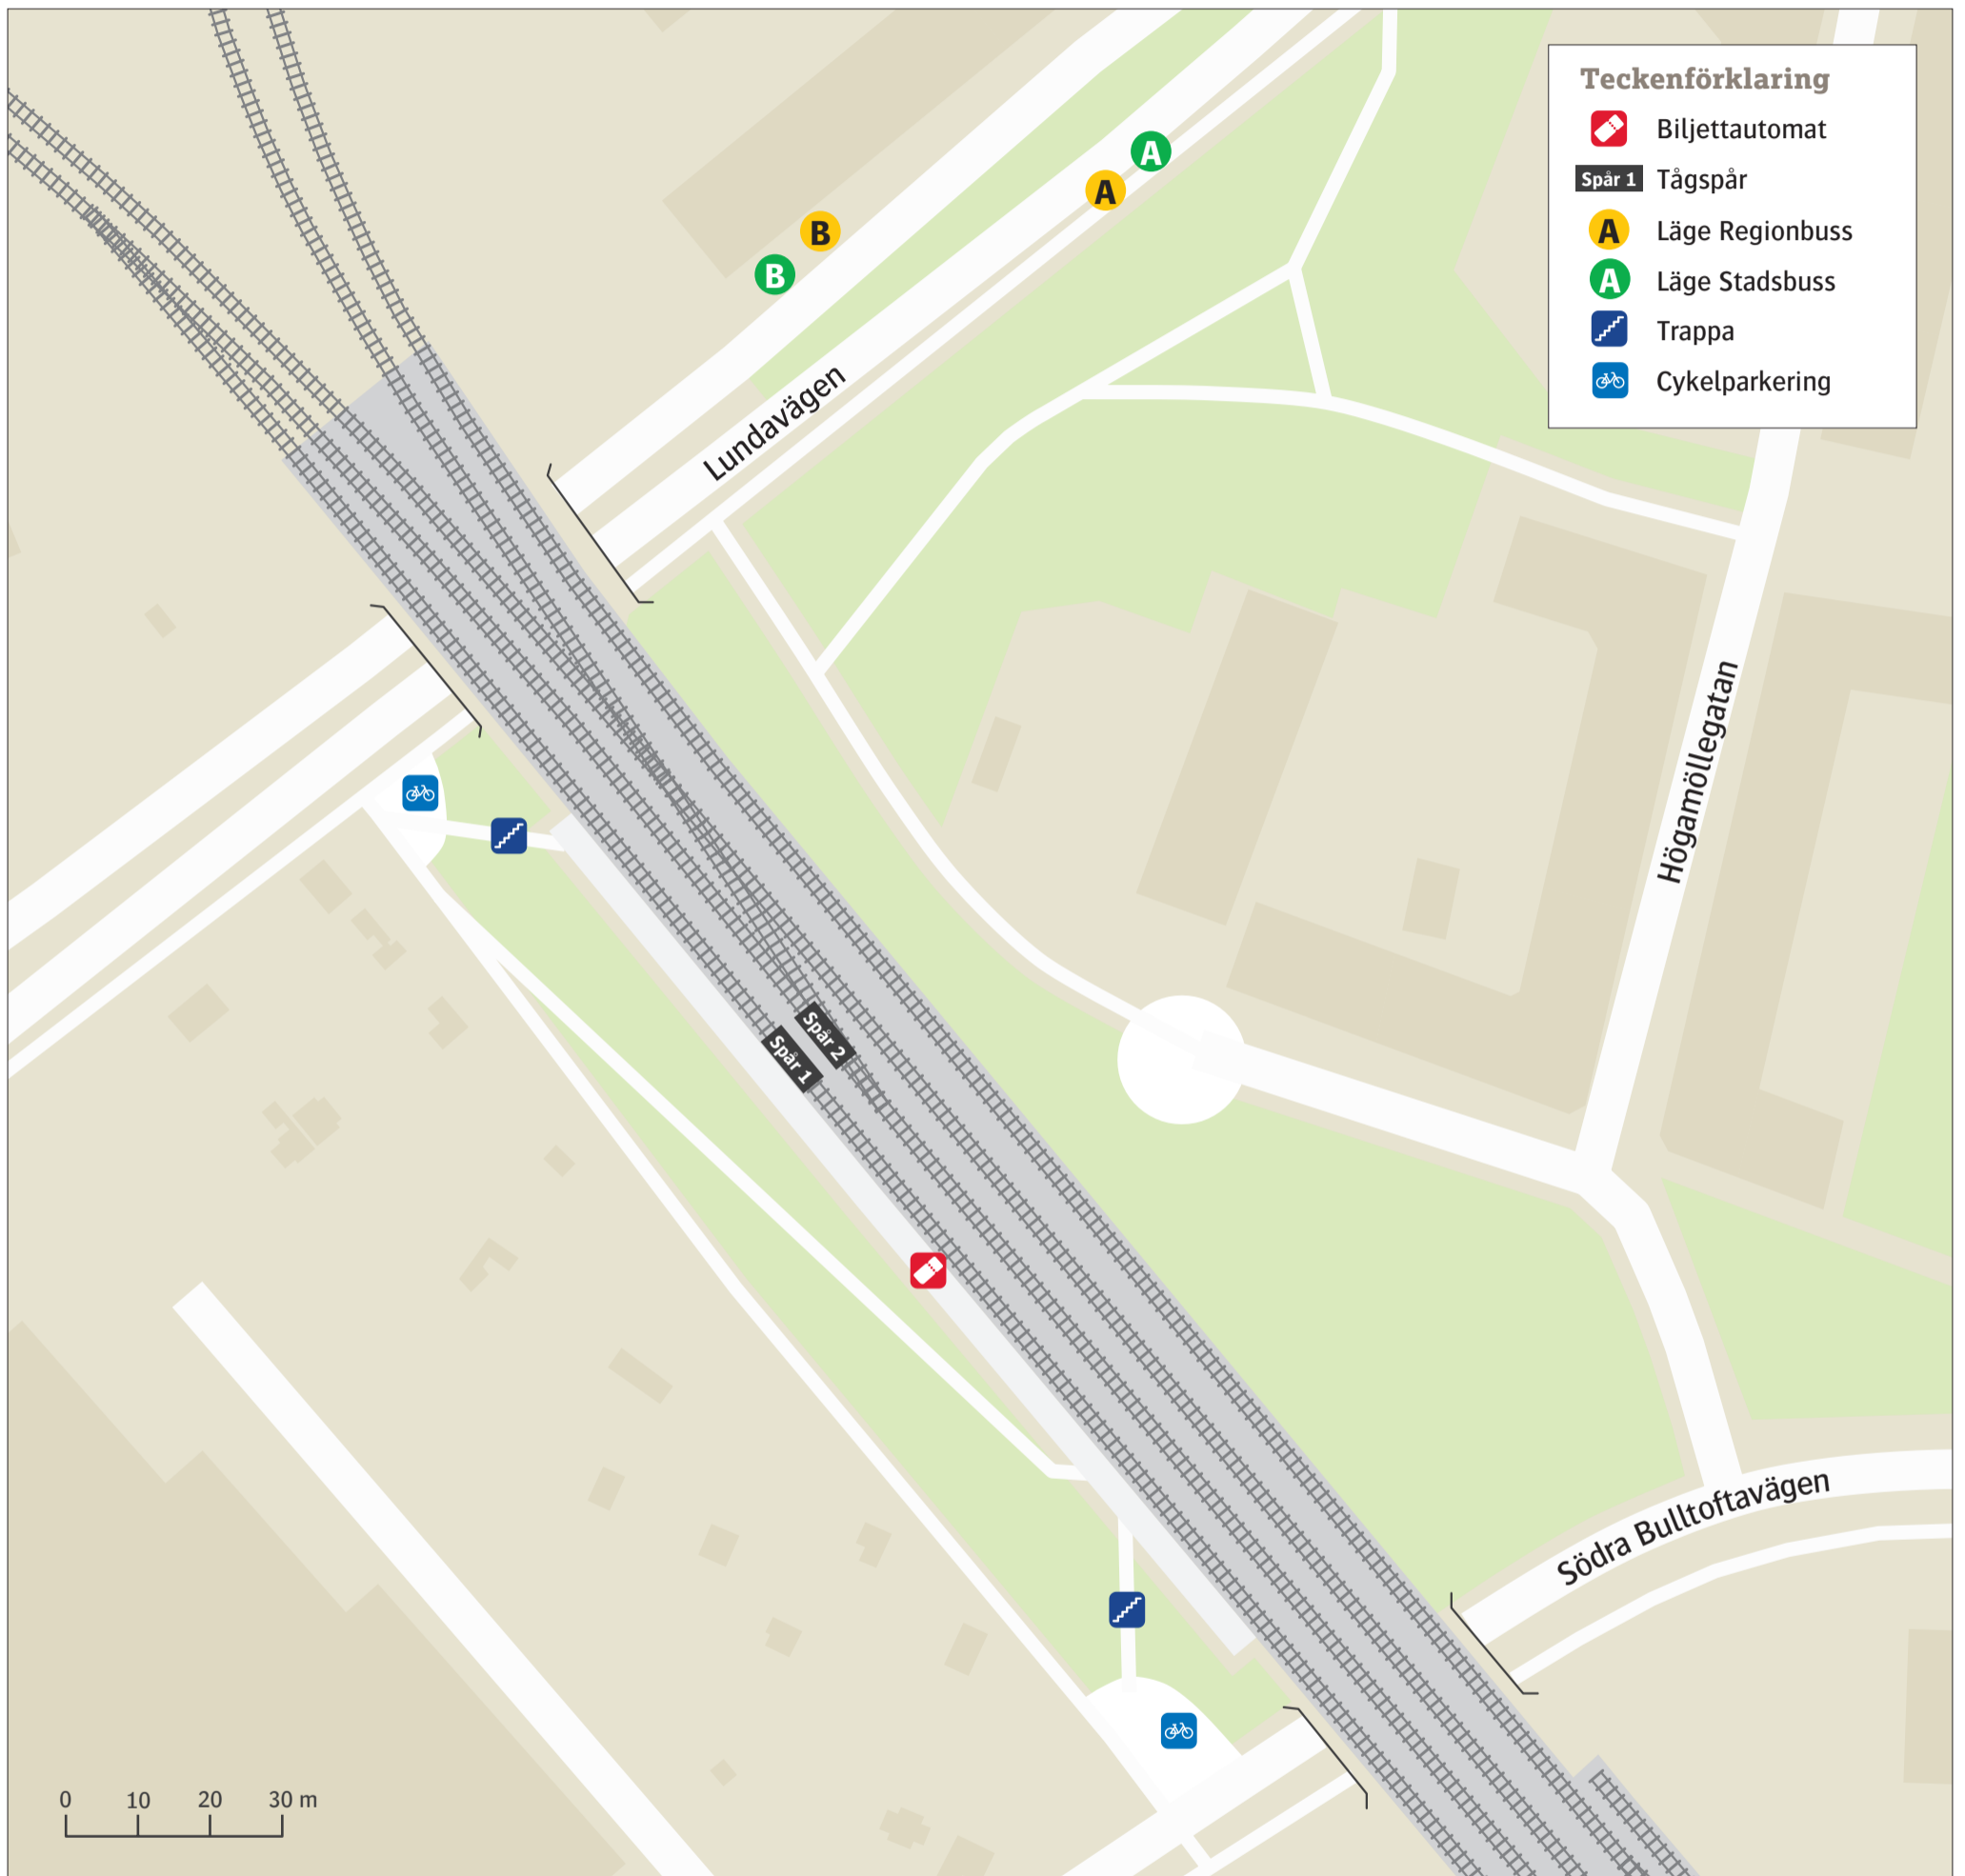 Teckenförklaring
Biljettautomat
Spår 1 Tågspår
A Läge Regionbuss
A Läge Stadsbuss
Trappa
Cykelparkering
A
A
B
B
Lundavägen
Högamöllegatan
Spår 2
Spår 1
Södra Bulltoftavägen
0 10 20 30 m